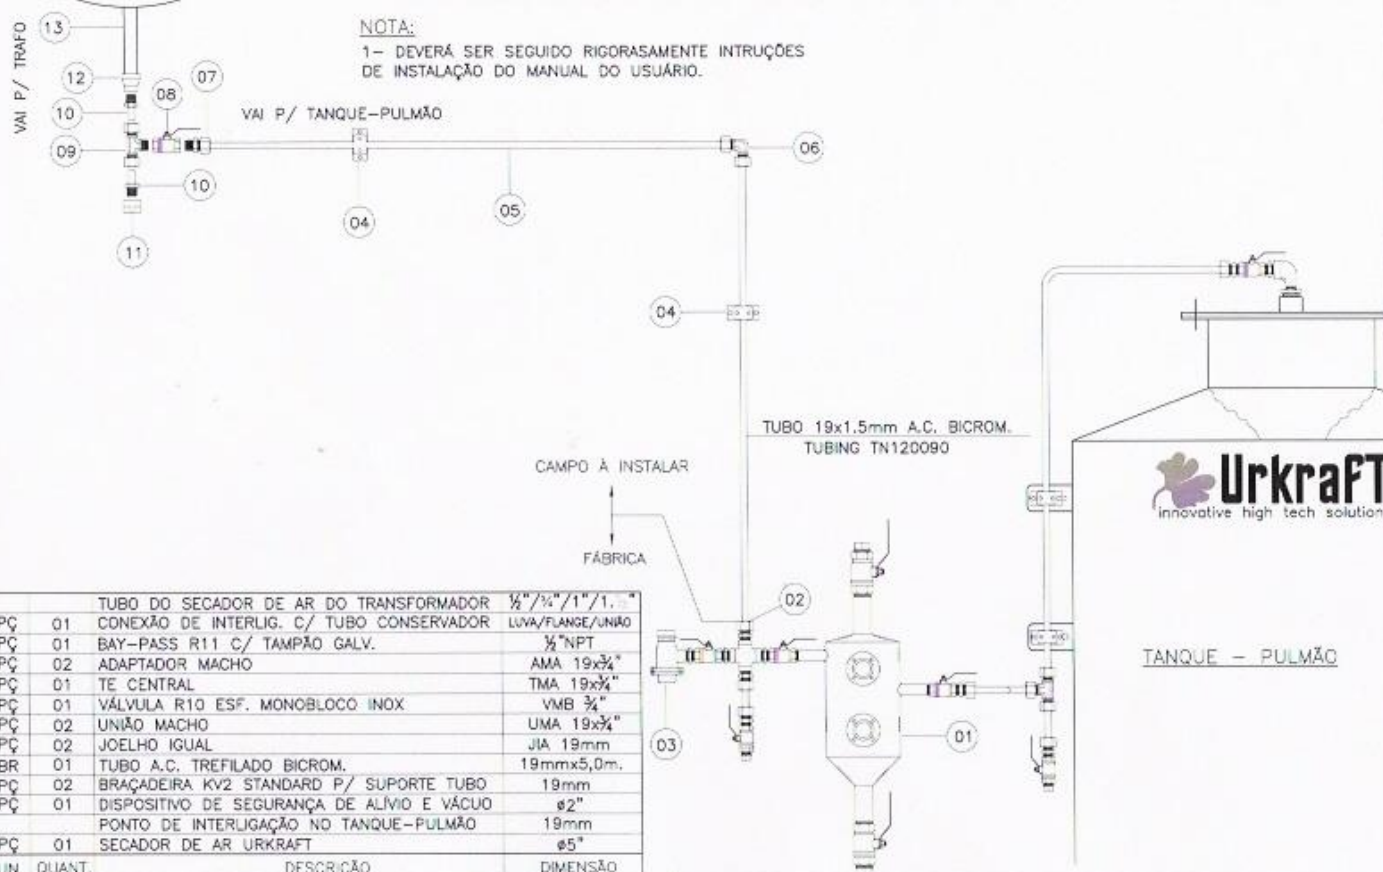 VAI P/ TRAFO
13
12
10
09
08
07
10
11
NOTA:
1- DEVERÁ SER SEGUIDO RIGORASAMENTE INTRUÇÕES
DE INSTALAÇÃO DO MANUAL DO USUÁRIO.
VAI P/ TANQUE-PULMÃO
04
05
06
04
TUBO 19x1.5mm A.C. BICROM.
TUBING TN120090
CAMPO À INSTALAR
FÁBRICA
02
03
01
UrkrafT
innovative high tech solution
TANQUE - PULMÃO
TUBO DO SECADOR DE AR DO TRANSFORMADOR ½"/¾"/1"/1.
PÇ 01 CONEXÃO DE INTERLIG. C/ TUBO CONSERVADOR LUVA/FLANGE/UNIÃO
PÇ 01 BAY-PASS R11 C/ TAMPÃO GALV. ½"NPT
PÇ 02 ADAPTADOR MACHO AMA 19x¾"
PÇ 01 TE CENTRAL TMA 19x¾"
PÇ 01 VÁLVULA R10 ESF. MONOBLOCO INOX VMB ¾"
PÇ 02 UNIÃO MACHO UMA 19x¾"
PÇ 02 JOELHO IGUAL JIA 19mm
BR 01 TUBO A.C. TREFILADO BICROM. 19mmx5,0m.
PÇ 02 BRAÇADEIRA KV2 STANDARD P/ SUPORTE TUBO 19mm
PÇ 01 DISPOSITIVO DE SEGURANÇA DE ALÍVIO E VÁCUO ø2"
PONTO DE INTERLIGAÇÃO NO TANQUE-PULMÃO 19mm
PÇ 01 SECADOR DE AR URKRAFT ø5"
UN QUANT. DESCRIÇÃO DIMENSÃO